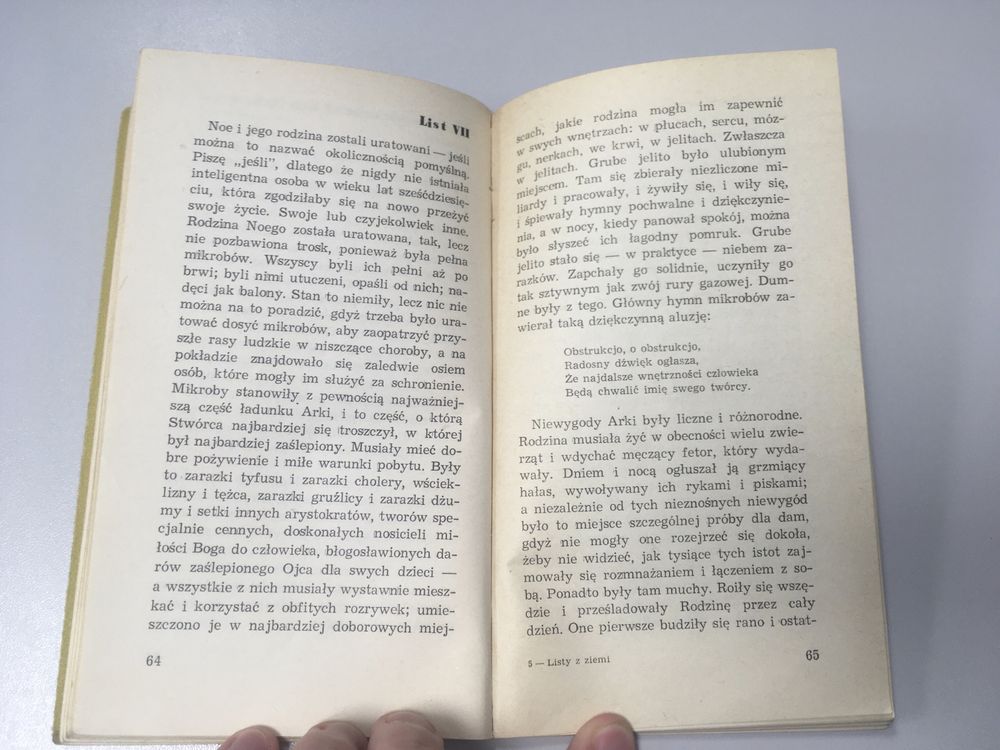 List VII
Noe i jego rodzina zostali uratowani — jeśli
można to nazwać okolicznością pomyślną.
Piszę „jeśli”, dlatego że nigdy nie istniała
inteligentna osoba w wieku lat sześćdziesię-
ciu, która zgodziłaby się na nowo przeżyć
swoje życie. Swoje lub czyjekolwiek inne.
Rodzina Noego została uratowana, tak, lecz
nie pozbawiona trosk, ponieważ była pełna
mikrobów. Wszyscy byli ich pełni aż po
brwi; byli nimi utuczeni, opaśli od nich; na-
dęci jak balony. Stan to niemiły, lecz nic nie
można na to poradzić, gdyż trzeba było ura-
tować dosyć mikrobów, aby zaopatrzyć przy-
szłe rasy ludzkie w niszczące choroby, a na
pokładzie znajdowało się zaledwie osiem
osób, które mogły im służyć za schronienie.
Mikroby stanowiły z pewnością najważniej-
szą część ładunku Arki, i to część, o którą
Stwórca najbardziej się troszczył, w której
był najbardziej zaślepiony. Musiały mieć do-
bre pożywienie i miłe warunki pobytu. Były
to zarazki tyfusu i zarazki cholery, wściek-
lizny i tężca, zarazki gruźlicy i zarazki dżu-
my i setki innych arystokratów, tworów spe-
cjalnie cennych, doskonałych nosicieli mi-
łości Boga do człowieka, błogosławionych da-
rów zaślepionego Ojca dla swych dzieci —
a wszystkie z nich musiały wystawnie miesz-
kać i korzystać z obfitych rozrywek; umie-
szczono je w najbardziej doborowych miej-
64
scach, jakie rodzina mogła im zapewnić
w swych wnętrzach: w płucach, sercu, móz-
gu, nerkach, we krwi, w jelitach. Zwłaszcza
w jelitach. Grube jelito było ulubionym
miejscem. Tam się zbierały niezliczone mi-
liardy i pracowały, i żywiły się, i wiły się,
i śpiewały hymny pochwalne i dziękczynie-
nia, a w nocy, kiedy panował spokój, można
było słyszeć ich łagodny pomruk. Grube
jelito stało się — w praktyce — niebem za-
razków. Zapchały go solidnie, uczyniły go
tak sztywnym jak zwój rury gazowej. Dum-
ne były z tego. Główny hymn mikrobów za-
wierał taką dziękczynną aluzję:
Obstrukcjo, o obstrukcjo,
Radosny dźwięk ogłasza,
Że najdalsze wnętrzności człowieka
Będą chwalić imię swego twórcy.
Niewygody Arki były liczne i różnorodne.
Rodzina musiała żyć w obecności wielu zwie-
rząt i wdychać męczący fetor, który wyda-
wały. Dniem i nocą ogłuszał ją grzmiący
hałas, wywoływany ich rykami i piskami;
a niezależnie od tych nieznośnych niewygód
było to miejsce szczególnej próby dla dam,
gdyż nie mogły one rozejrzeć się dokoła,
żeby nie widzieć, jak tysiące tych istot zaj-
mowały się rozmnażaniem i łączeniem z so-
bą. Ponadto były tam muchy. Roiły się wszę-
dzie i prześladowały Rodzinę przez cały
dzień. One pierwsze budziły się rano i ostat-
5 — Listy z ziemi
65